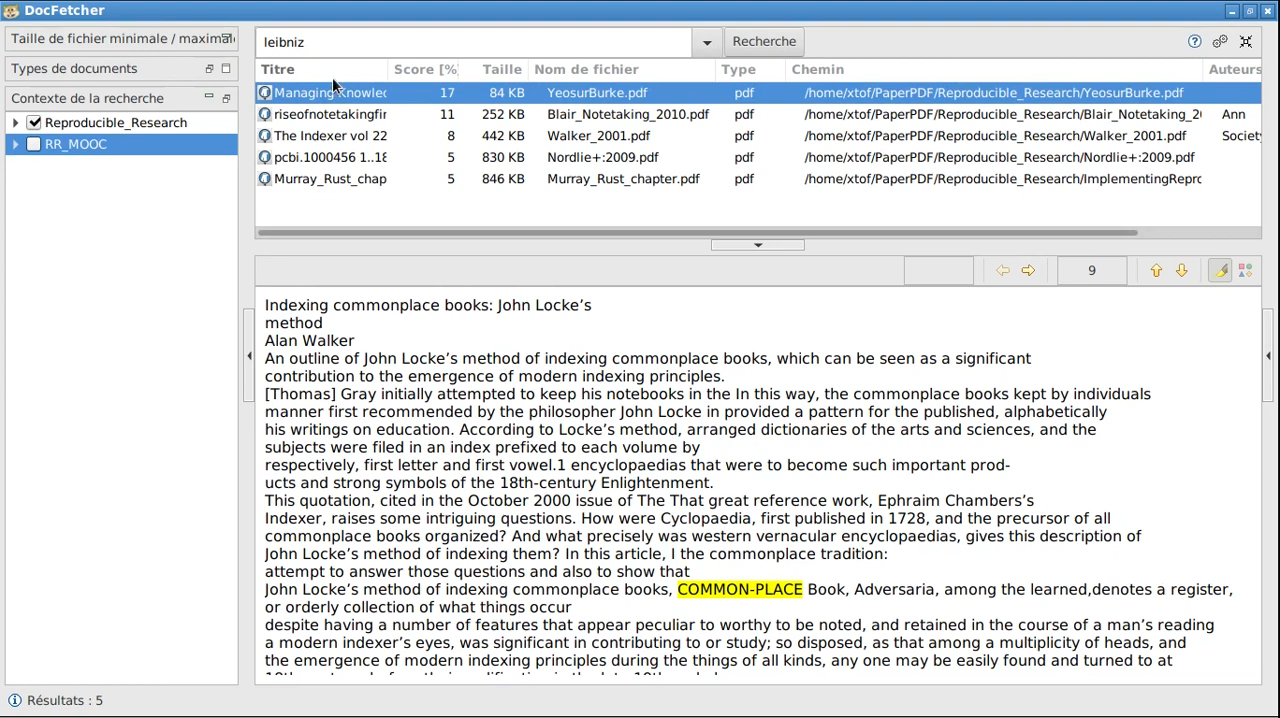 DocFetcher
Taille de fichier minimale / maxima
leibniz
Recherche
Types de documents
Contexte de la recherche
Reproducible_Research
RR_MOOC
Titre Score [%] Taille Nom de fichier Type Chemin Auteurs
Managing Knowlec 17 84 KB YeosurBurke.pdf pdf /home/xtof/PaperPDF/Reproducible_Research/YeosurBurke.pdf
riseofnotetakingfir 11 252 KB Blair_Notetaking_2010.pdf pdf /home/xtof/PaperPDF/Reproducible_Research/Blair_Notetaking_20 Ann
The Indexer vol 22 8 442 KB Walker_2001.pdf pdf /home/xtof/PaperPDF/Reproducible_Research/Walker_2001.pdf Society
pcbi.1000456 1..18 5 830 KB Nordlie+:2009.pdf pdf /home/xtof/PaperPDF/Reproducible_Research/Nordlie+:2009.pdf
Murray_Rust_chap 5 846 KB Murray_Rust_chapter.pdf pdf /home/xtof/PaperPDF/Reproducible_Research/ImplementingRepro
9
Indexing commonplace books: John Locke’s
method
Alan Walker
An outline of John Locke’s method of indexing commonplace books, which can be seen as a significant
contribution to the emergence of modern indexing principles.
[Thomas] Gray initially attempted to keep his notebooks in the In this way, the commonplace books kept by individuals
manner first recommended by the philosopher John Locke in provided a pattern for the published, alphabetically
his writings on education. According to Locke’s method, arranged dictionaries of the arts and sciences, and the
subjects were filed in an index prefixed to each volume by
respectively, first letter and first vowel.1 encyclopaedias that were to become such important prod-
ucts and strong symbols of the 18th-century Enlightenment.
This quotation, cited in the October 2000 issue of The That great reference work, Ephraim Chambers’s
Indexer, raises some intriguing questions. How were Cyclopaedia, first published in 1728, and the precursor of all
commonplace books organized? And what precisely was western vernacular encyclopaedias, gives this description of
John Locke’s method of indexing them? In this article, I the commonplace tradition:
attempt to answer those questions and also to show that
John Locke’s method of indexing commonplace books, COMMON-PLACE Book, Adversaria, among the learned,denotes a register,
or orderly collection of what things occur
despite having a number of features that appear peculiar to worthy to be noted, and retained in the course of a man’s reading
a modern indexer’s eyes, was significant in contributing to or study; so disposed, as that among a multiplicity of heads, and
the emergence of modern indexing principles during the things of all kinds, any one may be easily found and turned to at
Résultats : 5